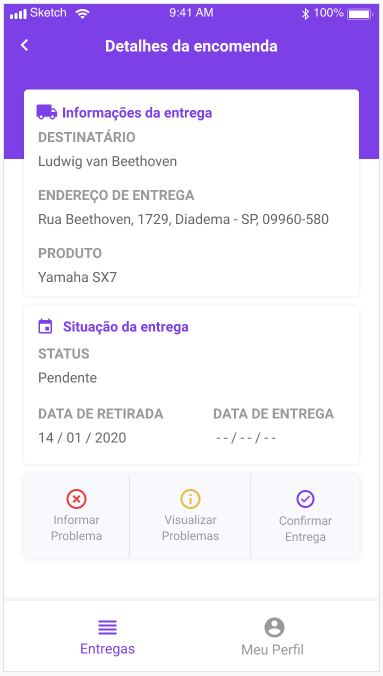 Sketch 9:41 AM 100%
Detalhes da encomenda
Informações da entrega
DESTINATÁRIO
Ludwig van Beethoven
ENDEREÇO DE ENTREGA
Rua Beethoven, 1729, Diadema - SP, 09960-580
PRODUTO
Yamaha SX7
Situação da entrega
STATUS
Pendente
DATA DE RETIRADA DATA DE ENTREGA
14 / 01 / 2020 - - / - - / - -
Informar Visualizar Confirmar
Problema Problemas Entrega
Entregas Meu Perfil